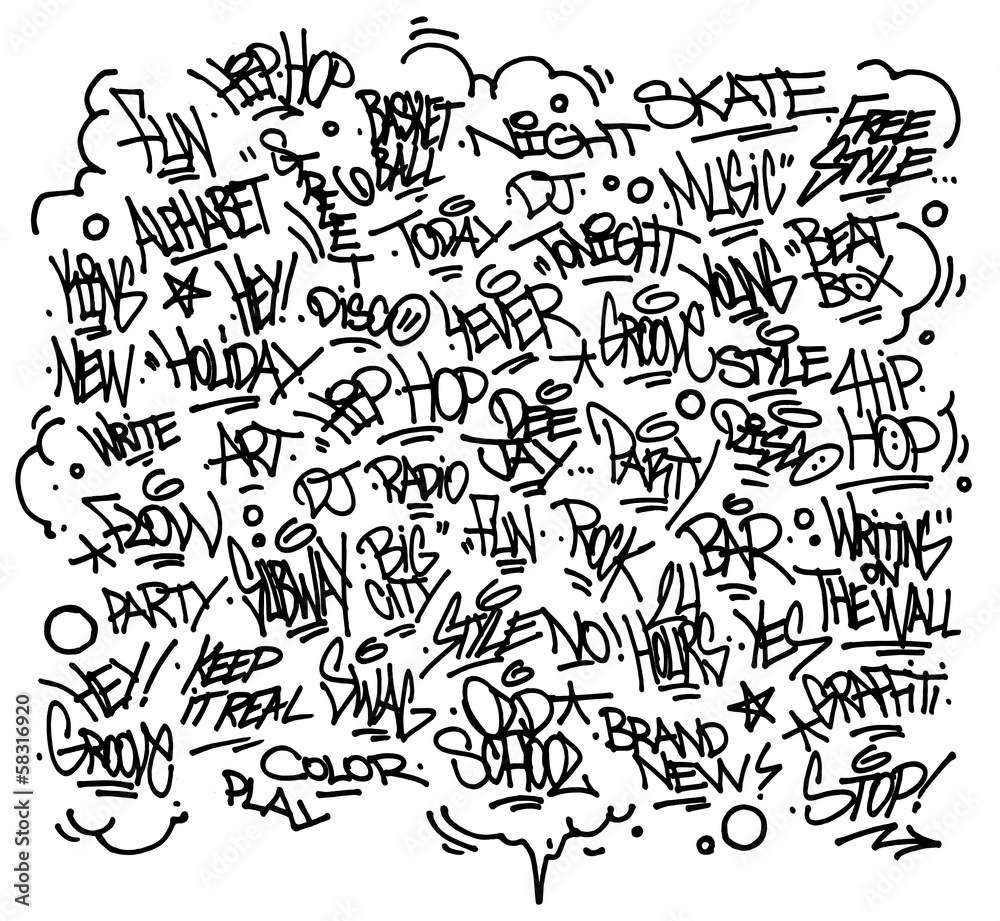 HIP HOP
FUN
STREET
BASKET
BALL
NIGHT
SKATE
FREE
STYLE...
ALPHABET
TODAY
DJ
MUSIC"
"TONIGHT
KING
HEY!
DISCO
4EVER
GROOVE
YOUNG
"BEAT
BOX
NEW
"HOLIDAY
HIP HOP
STYLE
4HIP
HOP
WRITE
ART
DJ
RADIO
DEE
JAY...
PARTY
DISCO
FLOW
SUBWAY
BIG
CITY
"FUN
ROCK
BAR
WRITING"
ON
THE WALL
PARTY
STYLE
NO!!
24
HOURS
YES
HEY!
KEEP
IT REAL
SWAG
OLD
SCHOOL
BRAND
NEW
GRAFFITI
GROOVE
COLOR
PLAY
STOP!
Adobe Stock | #58316920
Adobe Stock